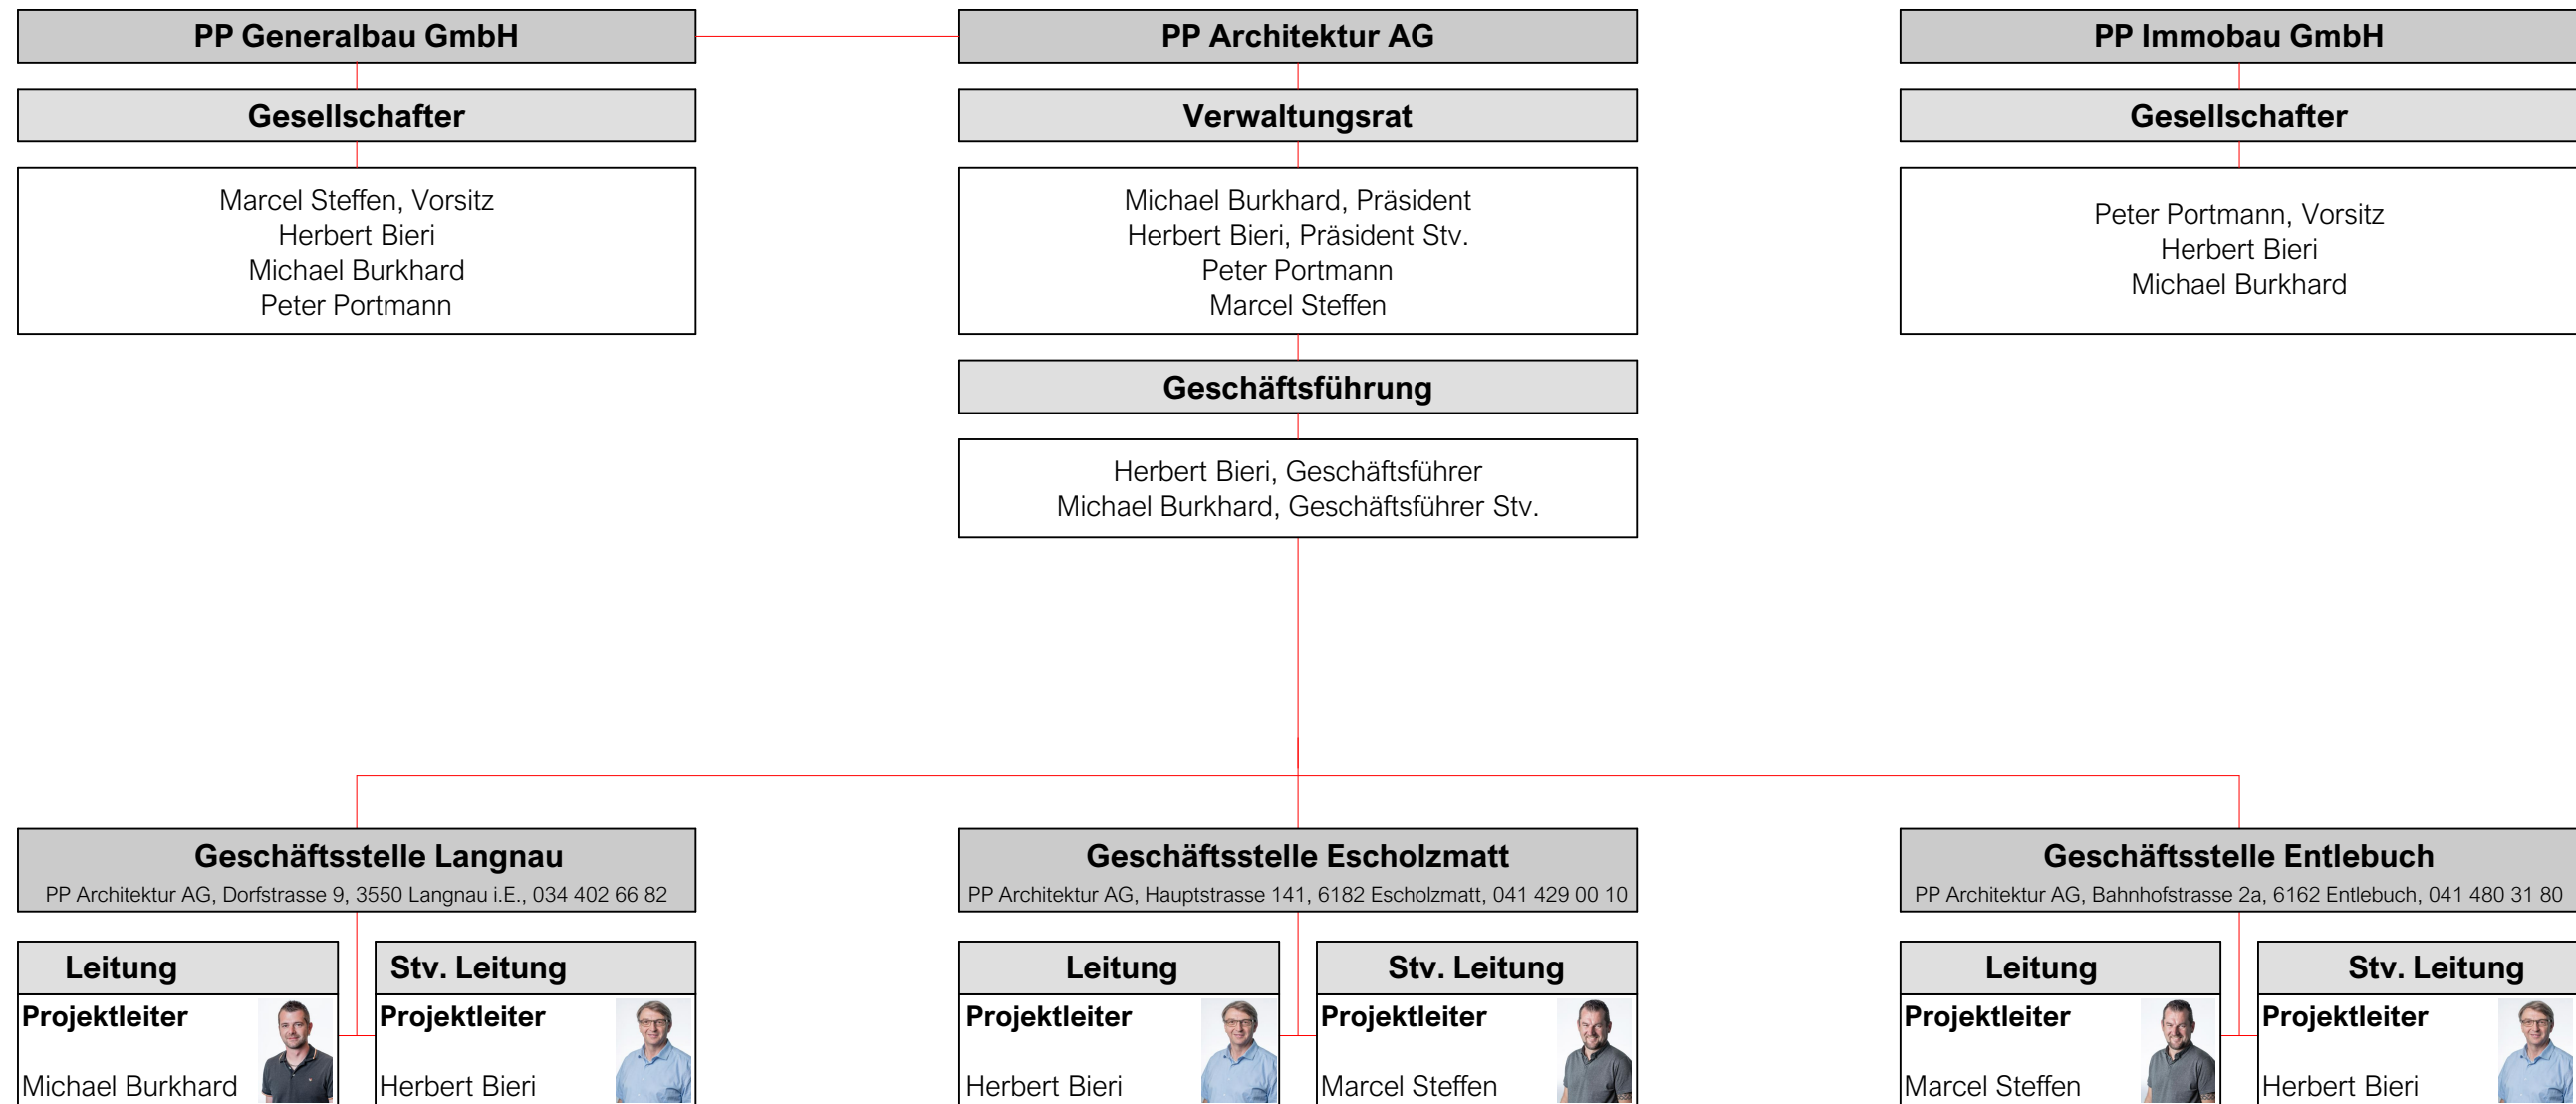 PP Generalbau GmbH
Gesellschafter
Marcel Steffen, Vorsitz
Herbert Bieri
Michael Burkhard
Peter Portmann
PP Architektur AG
Verwaltungsrat
Michael Burkhard, Präsident
Herbert Bieri, Präsident Stv.
Peter Portmann
Marcel Steffen
Geschäftsführung
Herbert Bieri, Geschäftsführer
Michael Burkhard, Geschäftsführer Stv.
PP Immobau GmbH
Gesellschafter
Peter Portmann, Vorsitz
Herbert Bieri
Michael Burkhard
Geschäftsstelle Langnau
PP Architektur AG, Dorfstrasse 9, 3550 Langnau i.E., 034 402 66 82
Leitung
Projektleiter
Michael Burkhard
Stv. Leitung
Projektleiter
Herbert Bieri
Geschäftsstelle Escholzmatt
PP Architektur AG, Hauptstrasse 141, 6182 Escholzmatt, 041 429 00 10
Leitung
Projektleiter
Herbert Bieri
Stv. Leitung
Projektleiter
Marcel Steffen
Geschäftsstelle Entlebuch
PP Architektur AG, Bahnhofstrasse 2a, 6162 Entlebuch, 041 480 31 80
Leitung
Projektleiter
Marcel Steffen
Stv. Leitung
Projektleiter
Herbert Bieri